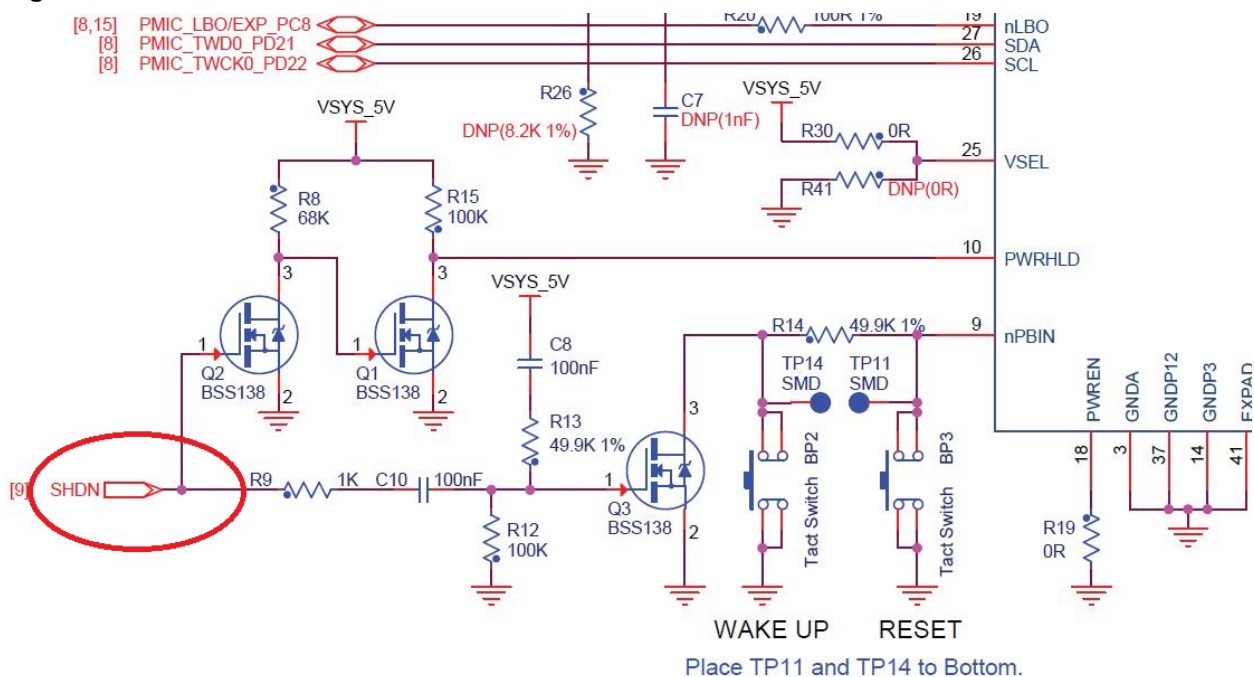 [8,15] PMIC_LBO/EXP_PC8
R20 100R 1%
19
nLBO
[8] PMIC_TWD0_PD21
27
SDA
[8] PMIC_TWCK0_PD22
26
SCL
VSYS_5V
R26
DNP(8.2K 1%)
C7
DNP(1nF)
VSYS_5V
R30 0R
25
VSEL
R41 DNP(0R)
R8
68K
R15
100K
10
PWRHLD
3
3
VSYS_5V
1
Q2
BSS138
2
1
Q1
BSS138
2
C8
100nF
R14 49.9K 1%
9
nPBIN
TP14
SMD
TP11
SMD
R13
49.9K 1%
3
PWREN
GNDA
GNDP12
GNDP3
EXPAD
18
3
37
14
41
[9] SHDN
R9 1K
C10 100nF
1
Q3
BSS138
2
R12
100K
Tact Switch BP2
Tact Switch BP3
R19
0R
WAKE UP
RESET
Place TP11 and TP14 to Bottom.